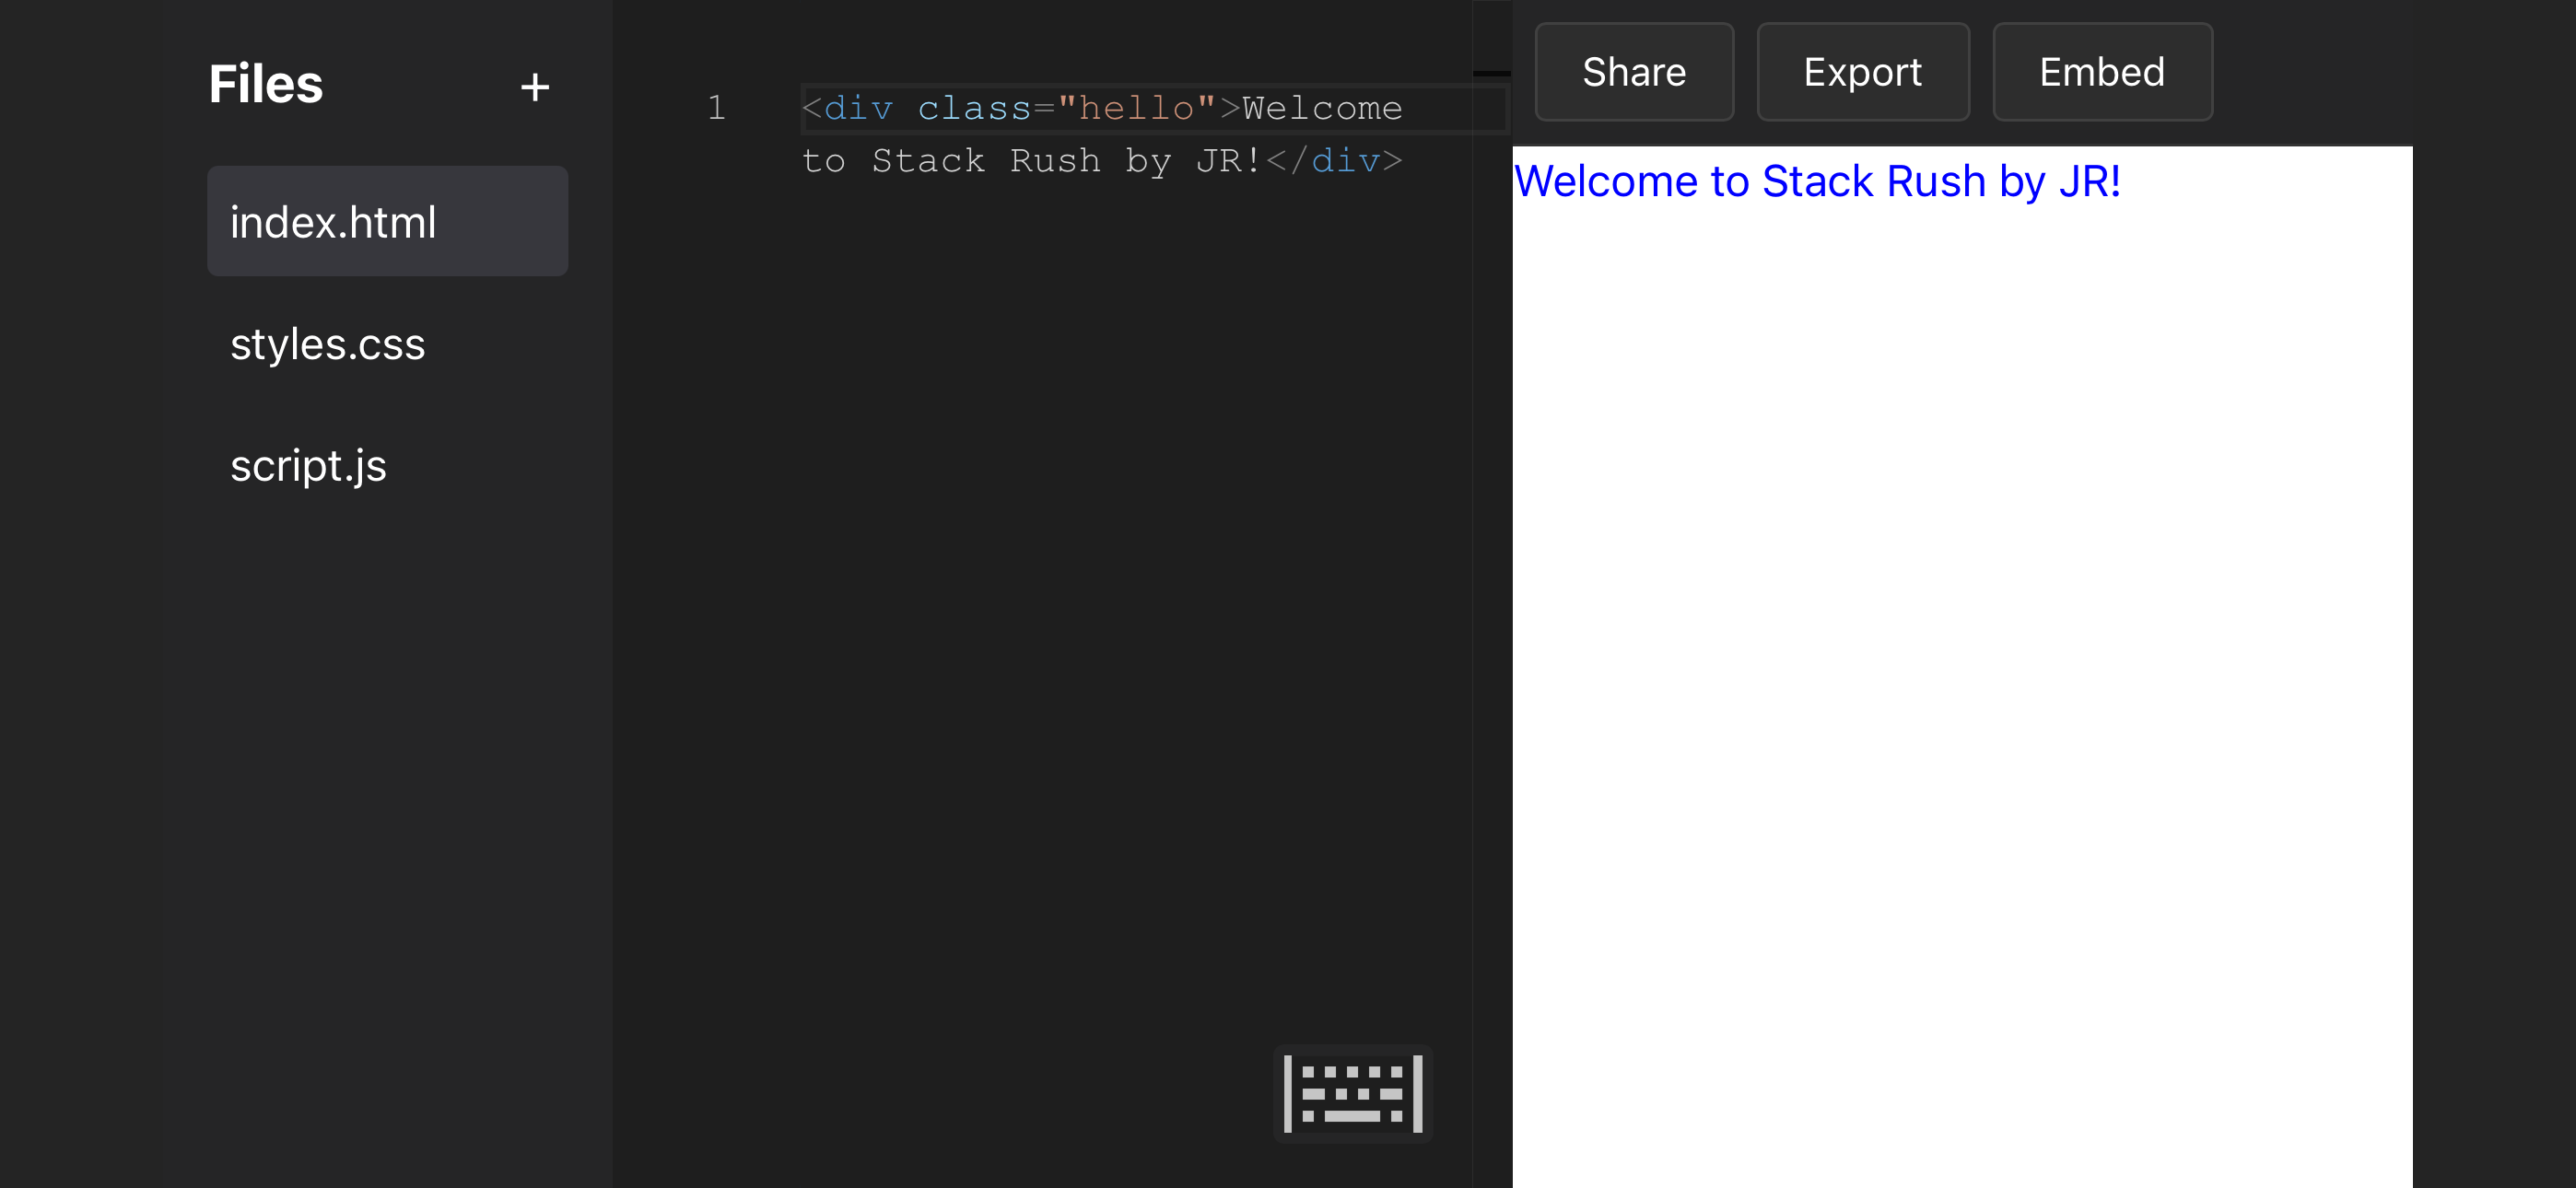 Files +
index.html
styles.css
script.js
1 <div class="hello">Welcome
to Stack Rush by JR!</div>
Share Export Embed
Welcome to Stack Rush by JR!